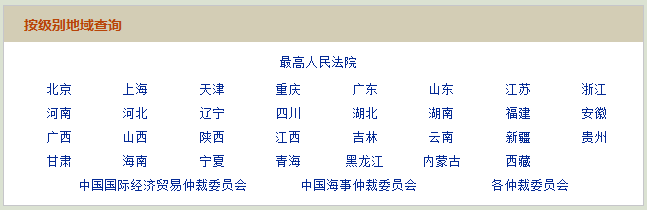 按级别地域查询
最高人民法院
北京 上海 天津 重庆 广东 山东 江苏 浙江
河南 河北 辽宁 四川 湖北 湖南 福建 安徽
广西 山西 陕西 江西 吉林 云南 新疆 贵州
甘肃 海南 宁夏 青海 黑龙江 内蒙古 西藏
中国国际经济贸易仲裁委员会 中国海事仲裁委员会 各仲裁委员会